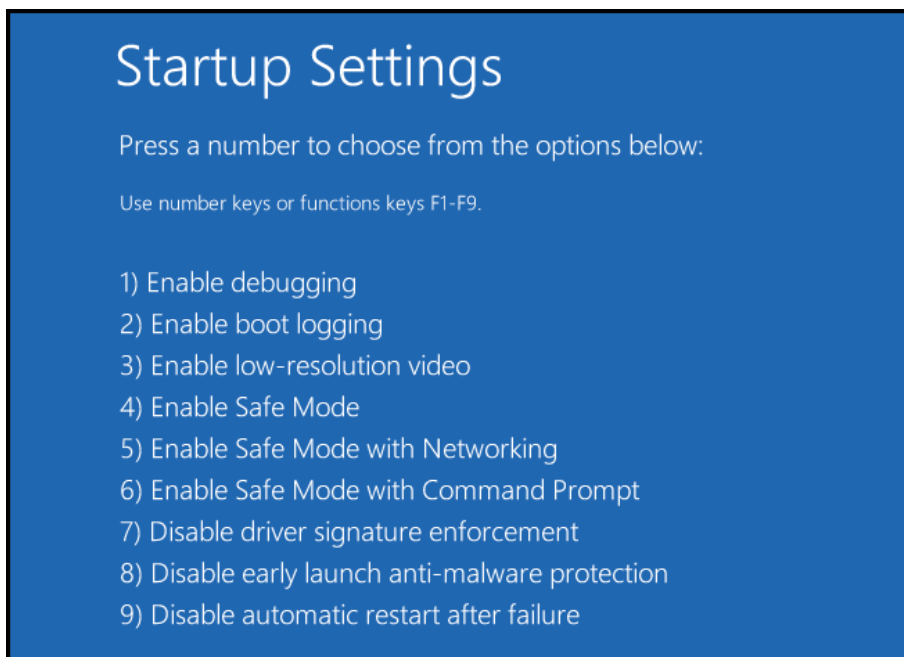 Startup Settings
Press a number to choose from the options below:
Use number keys or functions keys F1-F9.
1) Enable debugging
2) Enable boot logging
3) Enable low-resolution video
4) Enable Safe Mode
5) Enable Safe Mode with Networking
6) Enable Safe Mode with Command Prompt
7) Disable driver signature enforcement
8) Disable early launch anti-malware protection
9) Disable automatic restart after failure